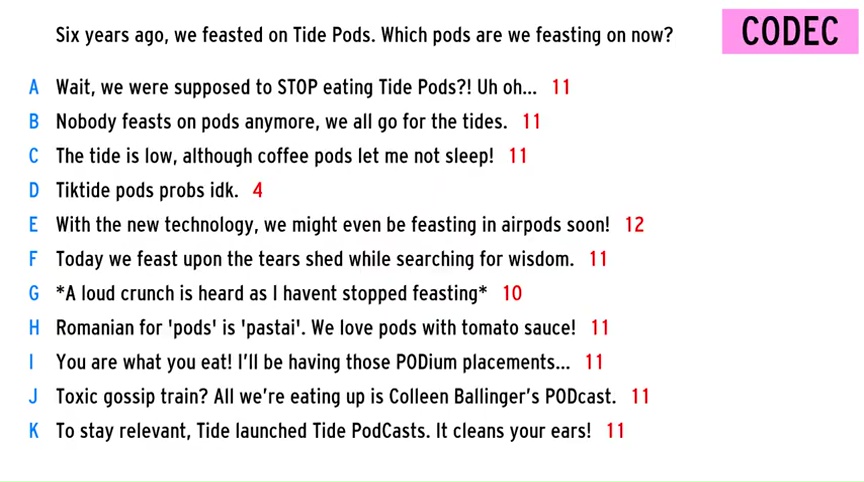 Six years ago, we feasted on Tide Pods. Which pods are we feasting on now?
CODEC
A Wait, we were supposed to STOP eating Tide Pods?! Uh oh... 11
B Nobody feasts on pods anymore, we all go for the tides. 11
C The tide is low, although coffee pods let me not sleep! 11
D Tiktide pods probs idk. 4
E With the new technology, we might even be feasting in airpods soon! 12
F Today we feast upon the tears shed while searching for wisdom. 11
G *A loud crunch is heard as I havent stopped feasting* 10
H Romanian for 'pods' is 'pastai'. We love pods with tomato sauce! 11
I You are what you eat! I'll be having those PODium placements... 11
J Toxic gossip train? All we're eating up is Colleen Ballinger's PODcast. 11
K To stay relevant, Tide launched Tide PodCasts. It cleans your ears! 11